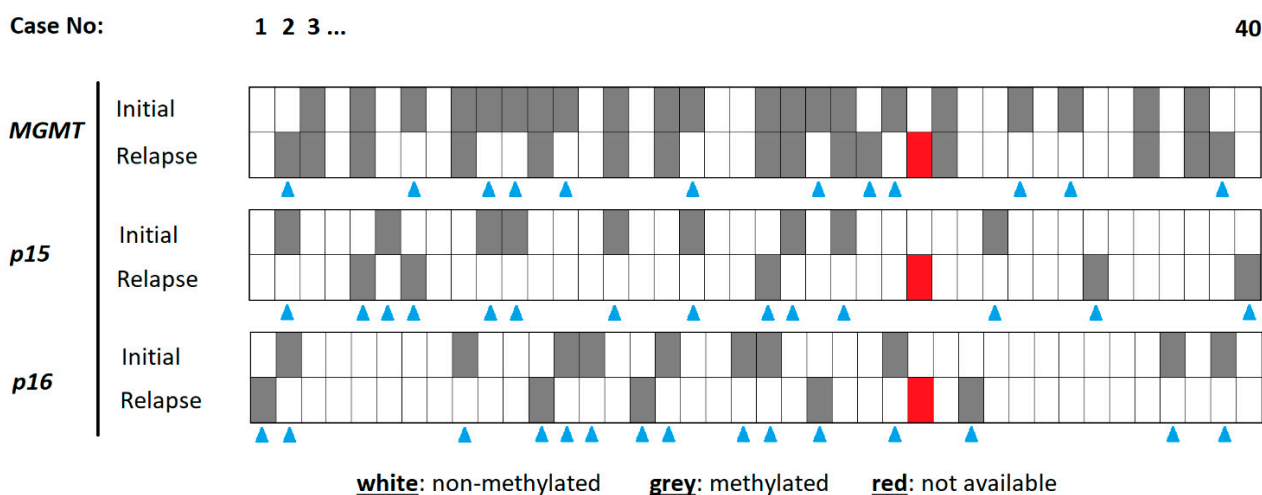 Case No: 1 2 3 ... 40
Initial
MGMT
Relapse
Initial
p15
Relapse
Initial
p16
Relapse
white: non-methylated grey: methylated red: not available